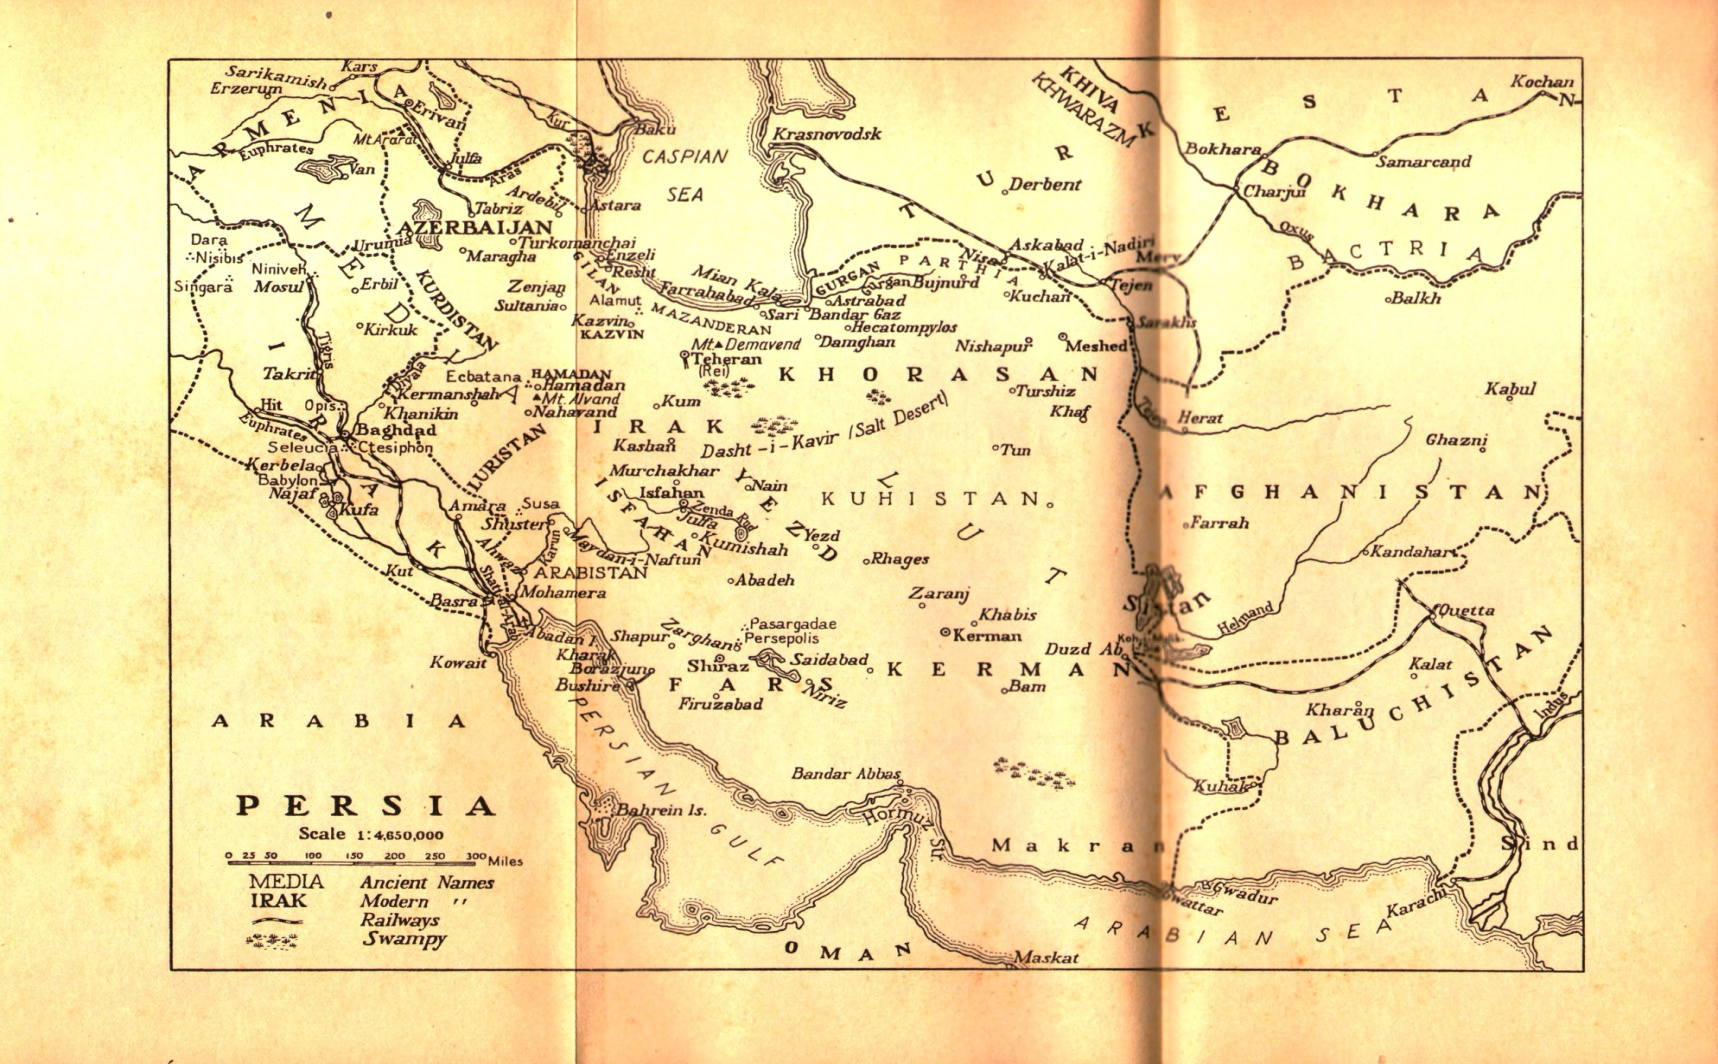 Kars
Sarikamish
Erzerum
ARMENIA
Erivan
Euphrates
Mt Ararat
Van
Julfa
Aras
Kur
Baku
CASPIAN
SEA
Krasnovodsk
KHIVA
KHWARAZM
TURKESTAN
Kochan
Bokhara
Samarcand
Charjui
BOKHARA
Oxus
BACTRIA
Derbent
Ardebil
Astara
Tabriz
AZERBAIJAN
Urumia
Turkomanchai
Maragha
Enzeli
Resht
GILAN
Dara
Nisibis
Singara
Nineveh
Mosul
Erbil
Kirkuk
MEDIA
KURDISTAN
Zenjan
Sultania
Alamut
Kazvin
KAZVIN
Mian Kala
Farrahabad
MAZANDERAN
Sari
Bandar Gaz
Astrabad
GURGAN
Gurgan
PARTHIA
Bujnurd
Nisa
Askabad
Kalat-i-Nadiri
Merv
Tejen
Kuchan
Sarakhs
Balkh
Hecatompylos
Damghan
Mt. Demavend
Teheran
(Rei)
Nishapur
Meshed
KHORASAN
Turshiz
Khaf
Tejen
Herat
Kabul
Ghazni
Tigris
Takrit
Diyala
Ecbatana
HAMADAN
Hamadan
Mt. Alvand
Nahavand
Kermanshah
Khanikin
Hit
Opis
Euphrates
Baghdad
Seleucia
Ctesiphon
Kerbela
Babylon
Najaf
Kufa
IRAK
LURISTAN
Kum
IRAK
Kashan
Dasht-i-Kavir (Salt Desert)
Tun
Murchakhar
Nain
Isfahan
Zenda Rud
Julfa
ISFAHAN
Kumishah
YEZD
Yezd
KUHISTAN
LUT
AFGHANISTAN
Farrah
Kandahar
Amara
Susa
Shuster
Ahwaz
Karun
Maydan-i-Naftun
ARABISTAN
Mohamera
Kut
Basra
Shatt-al-Arab
Abadan I.
Kowait
Rhages
Abadeh
Zaranj
Khabis
Kerman
Sistan
Helmand
Duzd Ab
Quetta
Kalat
Kharan
BALUCHISTAN
Indus
Shapur
Zarghan
Pasargadae
Persepolis
Kharak
Borazjun
Bushire
Shiraz
Saidabad
Niriz
FARS
Firuzabad
KERMAN
Bam
ARABIA
PERSIAN GULF
Bandar Abbas
Hormuz Str.
Bahrein Is.
Kuhak
Makran
Sind
Gwattar
Gwadur
Karachi
ARABIAN SEA
OMAN
Maskat
PERSIA
Scale 1:4,650,000
0 25 50 100 150 200 250 300 Miles
MEDIA Ancient Names
IRAK Modern "
Railways
Swampy